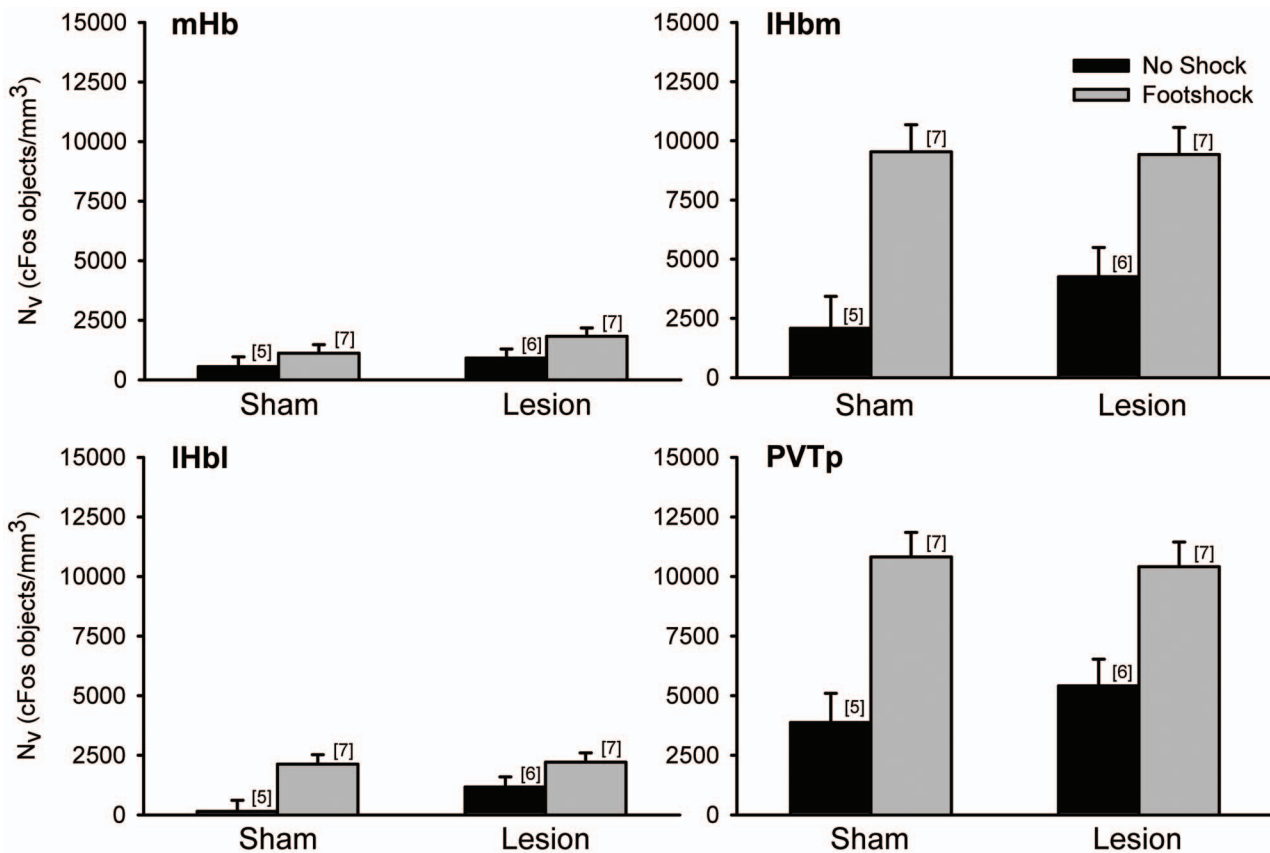 mHb
15000
12500
10000
7500
5000
2500
0
N_V (cFos objects/mm^3)
[5]
[7]
[6]
[7]
Sham
Lesion
lHbm
No Shock
Footshock
15000
12500
10000
7500
5000
2500
0
[5]
[7]
[6]
[7]
Sham
Lesion
lHbl
15000
12500
10000
7500
5000
2500
0
N_V (cFos objects/mm^3)
[5]
[7]
[6]
[7]
Sham
Lesion
PVTp
15000
12500
10000
7500
5000
2500
0
[5]
[7]
[6]
[7]
Sham
Lesion